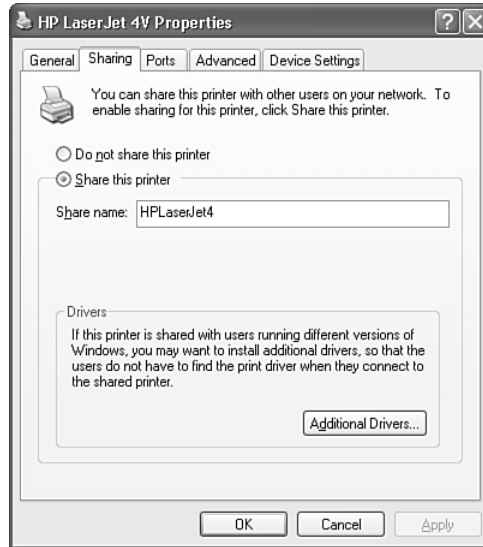 HP LaserJet 4V Properties
General Sharing Ports Advanced Device Settings
You can share this printer with other users on your network. To
enable sharing for this printer, click Share this printer.
Do not share this printer
Share this printer
Share name: HPLaserJet4
Drivers
If this printer is shared with users running different versions of
Windows, you may want to install additional drivers, so that the
users do not have to find the print driver when they connect to
the shared printer.
Additional Drivers...
OK Cancel Apply